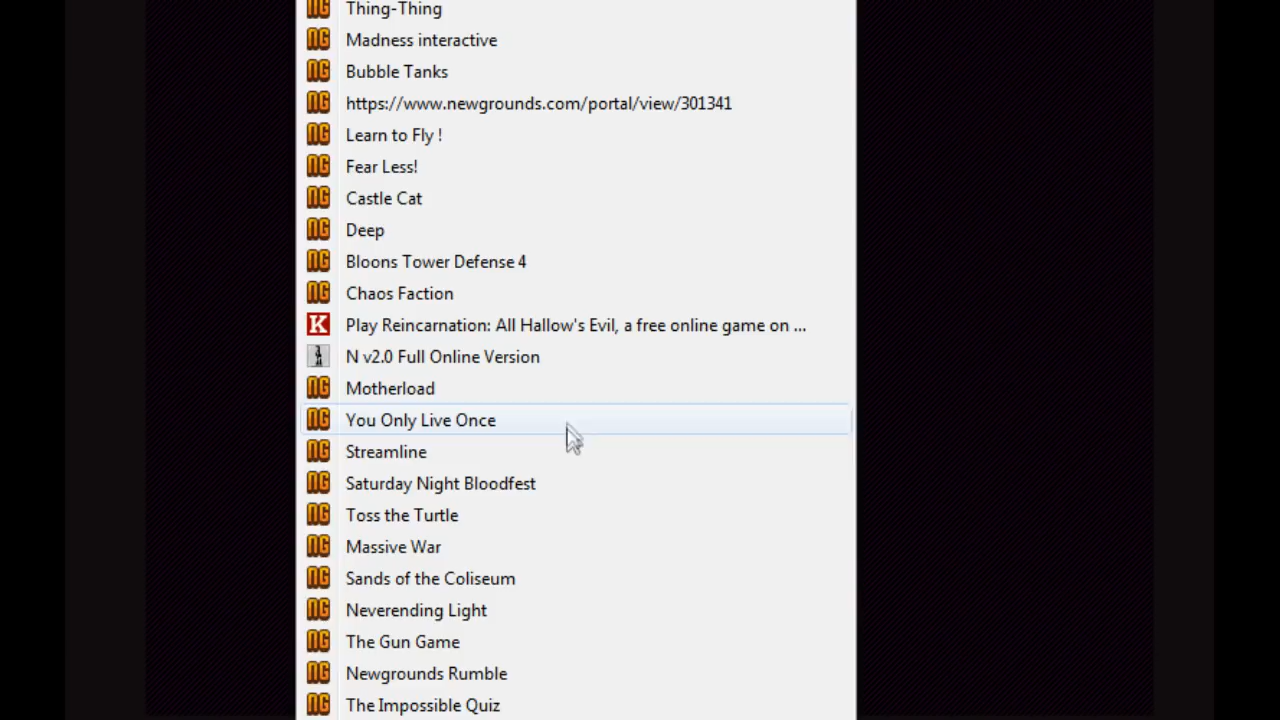 Thing-Thing
Madness interactive
Bubble Tanks
https://www.newgrounds.com/portal/view/301341
Learn to Fly !
Fear Less!
Castle Cat
Deep
Bloons Tower Defense 4
Chaos Faction
K Play Reincarnation: All Hallow's Evil, a free online game on ...
N v2.0 Full Online Version
Motherload
You Only Live Once
Streamline
Saturday Night Bloodfest
Toss the Turtle
Massive War
Sands of the Coliseum
Neverending Light
The Gun Game
Newgrounds Rumble
The Impossible Quiz